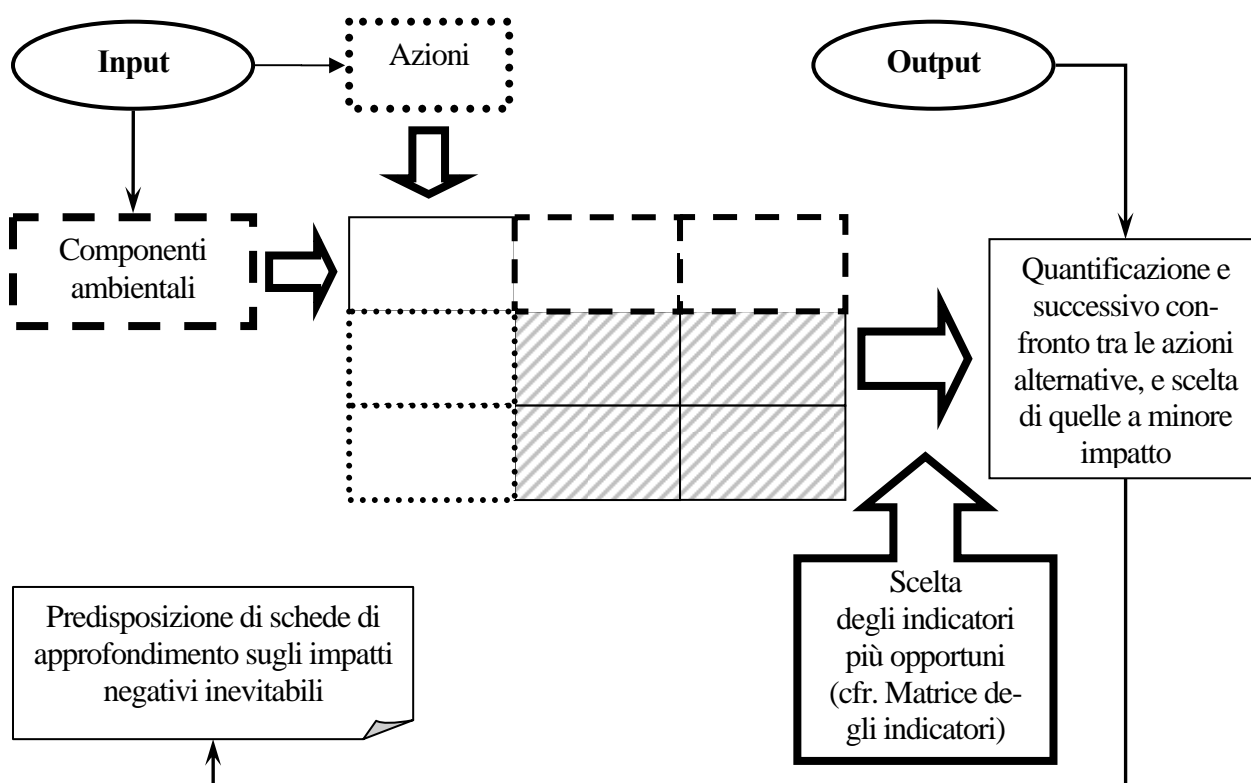 Input
Azioni
Output
Componenti
ambientali
Quantificazione e
successivo con-
fronto tra le azioni
alternative, e scelta
di quelle a minore
impatto
Scelta
degli indicatori
più opportuni
(cfr. Matrice de-
gli indicatori)
Predisposizione di schede di
approfondimento sugli impatti
negativi inevitabili